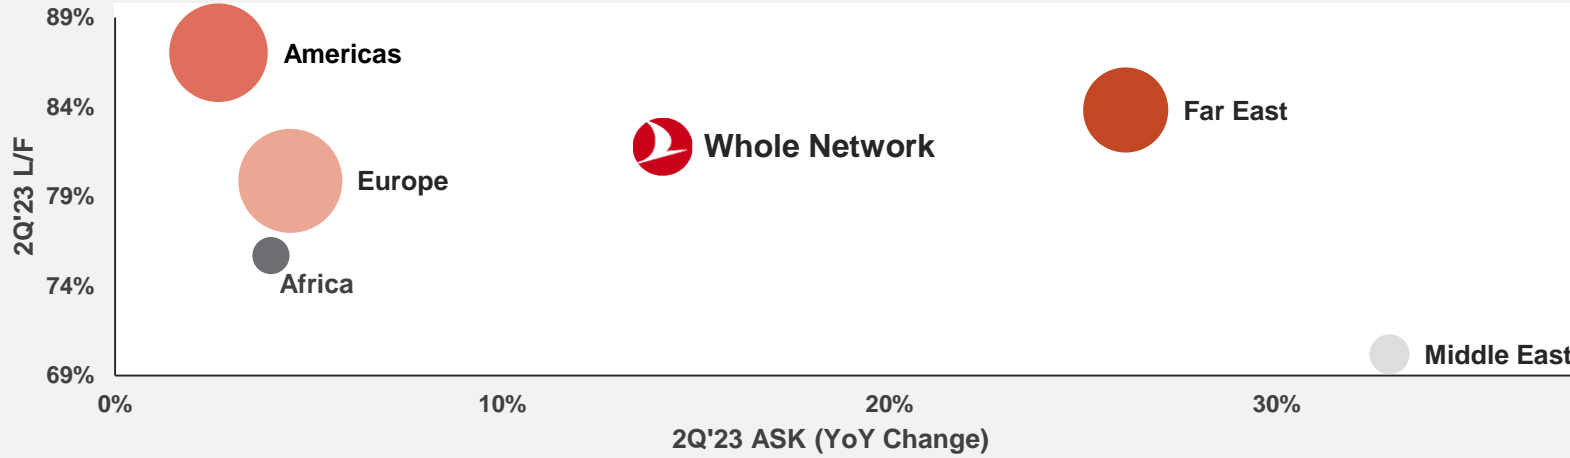 89%
Americas
84%
Far East
Whole Network
2Q'23 L/F
Europe
79%
74%
Africa
Middle East
69%
0%
10%
20%
30%
2Q'23 ASK (YoY Change)